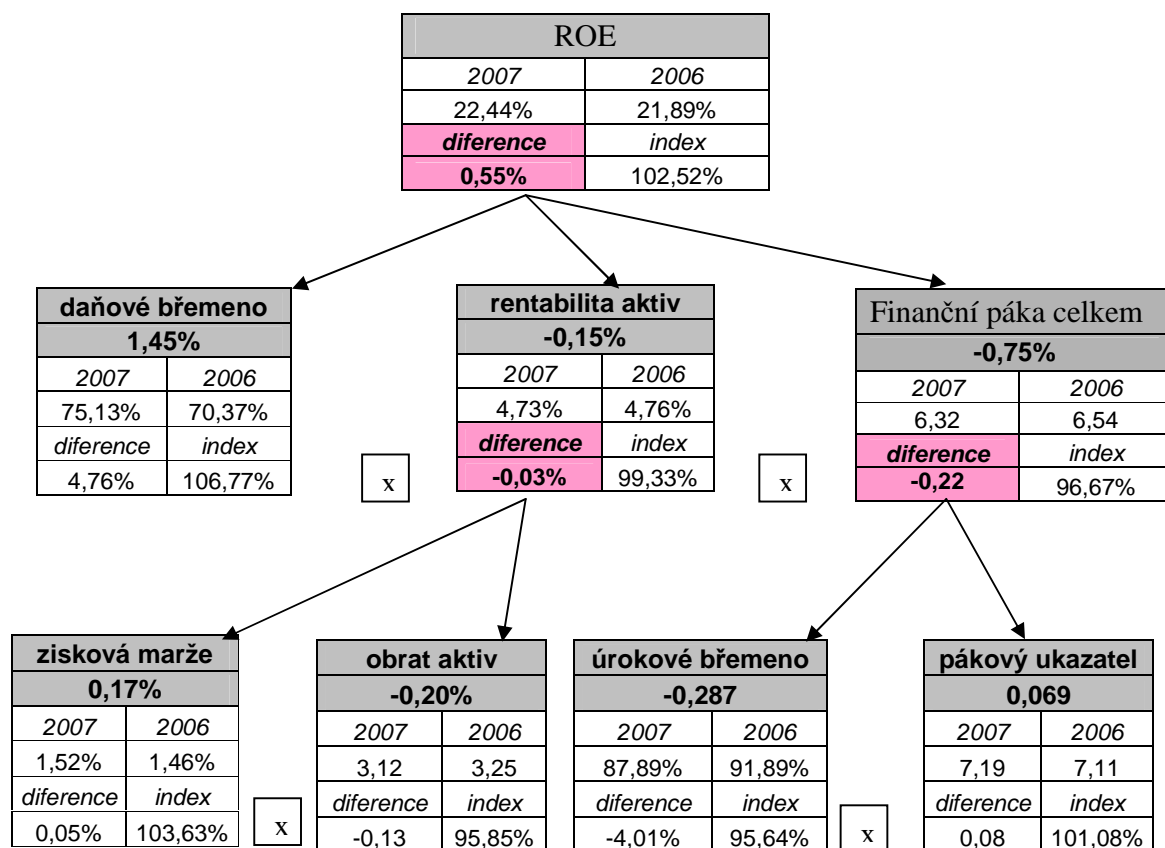 ROE
2007 2006
22,44% 21,89%
diference index
0,55% 102,52%
daňové břemeno
1,45%
2007 2006
75,13% 70,37%
diference index
4,76% 106,77%
x
rentabilita aktiv
-0,15%
2007 2006
4,73% 4,76%
diference index
-0,03% 99,33%
x
Finanční páka celkem
-0,75%
2007 2006
6,32 6,54
diference index
-0,22 96,67%
zisková marže
0,17%
2007 2006
1,52% 1,46%
diference index
0,05% 103,63%
x
obrat aktiv
-0,20%
2007 2006
3,12 3,25
diference index
-0,13 95,85%
úrokové břemeno
-0,287
2007 2006
87,89% 91,89%
diference index
-4,01% 95,64%
x
pákový ukazatel
0,069
2007 2006
7,19 7,11
diference index
0,08 101,08%